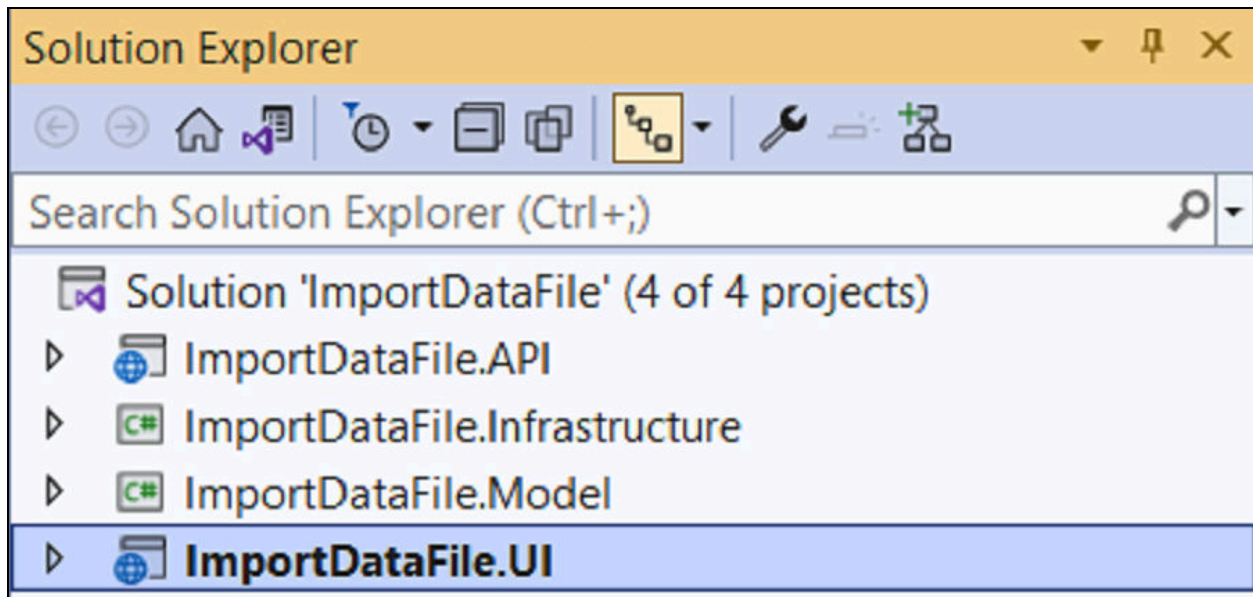 Solution Explorer
Search Solution Explorer (Ctrl+;)
Solution 'ImportDataFile' (4 of 4 projects)
ImportDataFile.API
C# ImportDataFile.Infrastructure
C# ImportDataFile.Model
ImportDataFile.UI